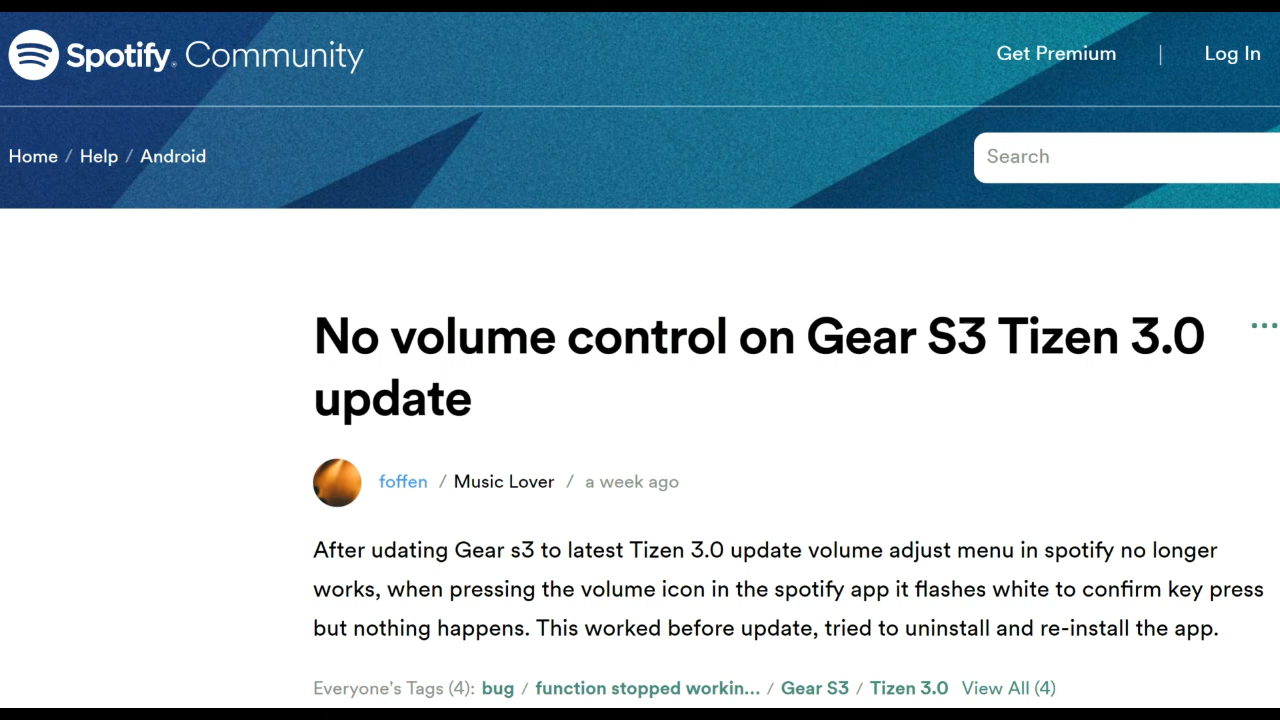 Spotify® Community
Get Premium | Log In
Home / Help / Android
Search
No volume control on Gear S3 Tizen 3.0
update
foffen / Music Lover / a week ago
After udating Gear s3 to latest Tizen 3.0 update volume adjust menu in spotify no longer
works, when pressing the volume icon in the spotify app it flashes white to confirm key press
but nothing happens. This worked before update, tried to uninstall and re-install the app.
Everyone's Tags (4): bug / function stopped workin... / Gear S3 / Tizen 3.0 View All (4)